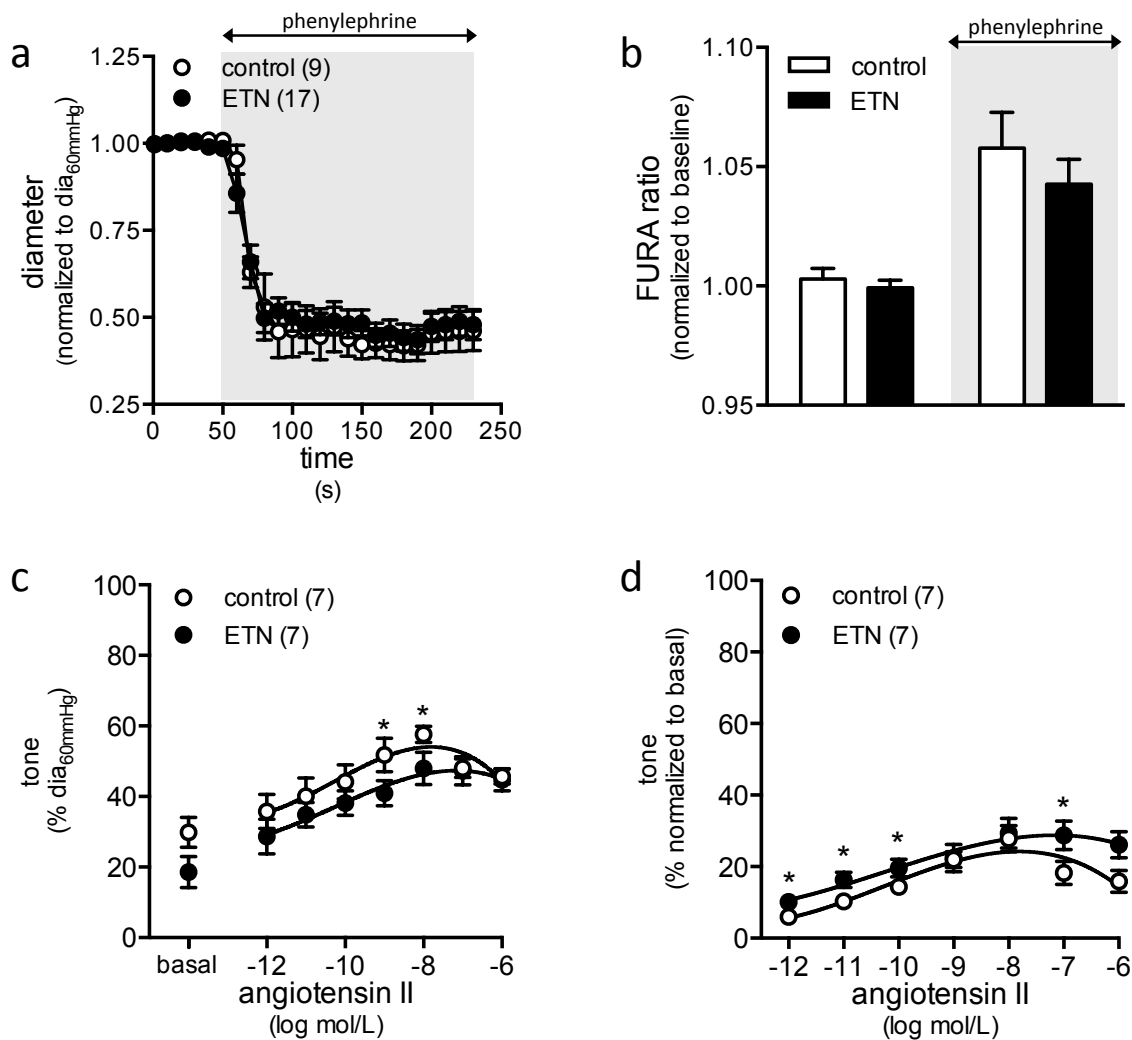 a
phenylephrine
control (9)
ETN (17)
diameter
(normalized to dia60mmHg)
1.25
1.00
0.75
0.50
0.25
0 50 100 150 200 250
time
(s)
b
phenylephrine
control
ETN
FURA ratio
(normalized to baseline)
1.10
1.05
1.00
0.95
c
control (7)
ETN (7)
tone
(% dia60mmHg)
100
80
60
40
20
0
* *
basal -12 -10 -8 -6
angiotensin II
(log mol/L)
d
control (7)
ETN (7)
tone
(% normalized to basal)
100
80
60
40
20
0
* * * *
-12 -11 -10 -9 -8 -7 -6
angiotensin II
(log mol/L)